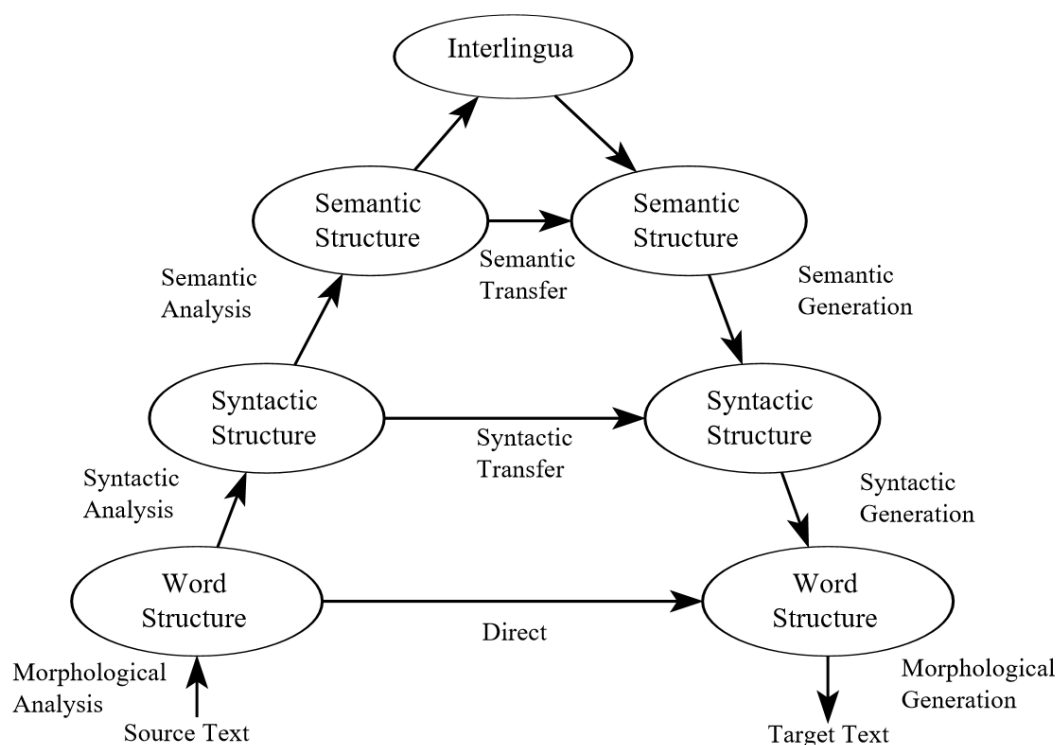 Interlingua
Semantic
Structure
Semantic
Structure
Semantic
Transfer
Semantic
Analysis
Semantic
Generation
Syntactic
Structure
Syntactic
Structure
Syntactic
Transfer
Syntactic
Analysis
Syntactic
Generation
Word
Structure
Word
Structure
Direct
Morphological
Analysis
Morphological
Generation
Source Text
Target Text